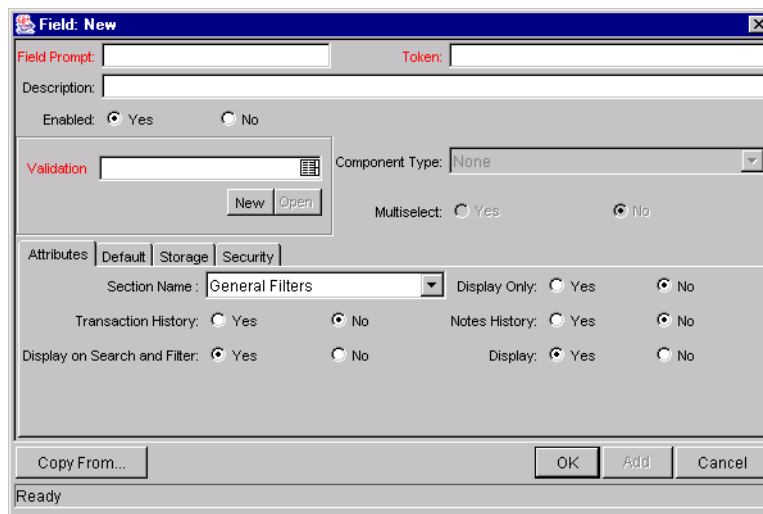 Field: New
Field Prompt: Token:
Description:
Enabled: Yes No
Validation Component Type: None
New Open
Multiselect: Yes No
Attributes Default Storage Security
Section Name : General Filters Display Only: Yes No
Transaction History: Yes No Notes History: Yes No
Display on Search and Filter: Yes No Display: Yes No
Copy From... OK Add Cancel
Ready